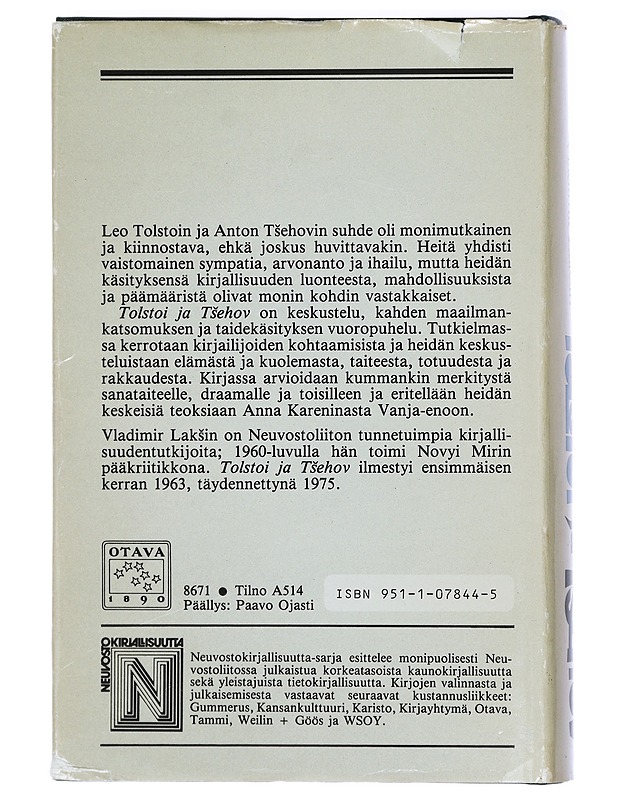 Leo Tolstoin ja Anton Tšehovin suhde oli monimutkainen
ja kiinnostava, ehkä joskus huvittavakin. Heitä yhdisti
vaistomainen sympatia, arvonanto ja ihailu, mutta heidän
käsityksensä kirjallisuuden luonteesta, mahdollisuuksista
ja päämääristä olivat monin kohdin vastakkaiset.
Tolstoi ja Tšehov on keskustelu, kahden maailman-
katsomuksen ja taidekäsityksen vuoropuhelu. Tutkielmas-
sa kerrotaan kirjailijoiden kohtaamisista ja heidän keskus-
teluistaan elämästä ja kuolemasta, taiteesta, totuudesta ja
rakkaudesta. Kirjassa arvioidaan kummankin merkitystä
sanataiteelle, draamalle ja toisilleen ja eritellään heidän
keskeisiä teoksiaan Anna Kareninasta Vanja-enoon.
Vladimir Lakšin on Neuvostoliiton tunnetuimpia kirjalli-
suudentutkijoita; 1960-luvulla hän toimi Novyi Mirin
pääkriitikkona. Tolstoi ja Tšehov ilmestyi ensimmäisen
kerran 1963, täydennettynä 1975.
OTAVA
1890
8671 ● Tilno A514
Päällys: Paavo Ojasti
ISBN 951-1-07844-5
NEUVOSTOKIRJALLISUUTTA
N
Neuvostokirjallisuutta-sarja esittelee monipuolisesti Neu-
vostoliitossa julkaistua korkeatasoista kaunokirjallisuutta
sekä yleistajuista tietokirjallisuutta. Kirjojen valinnasta ja
julkaisemisesta vastaavat seuraavat kustannusliikkeet:
Gummerus, Kansankulttuuri, Karisto, Kirjayhtymä, Otava,
Tammi, Weilin + Göös ja WSOY.